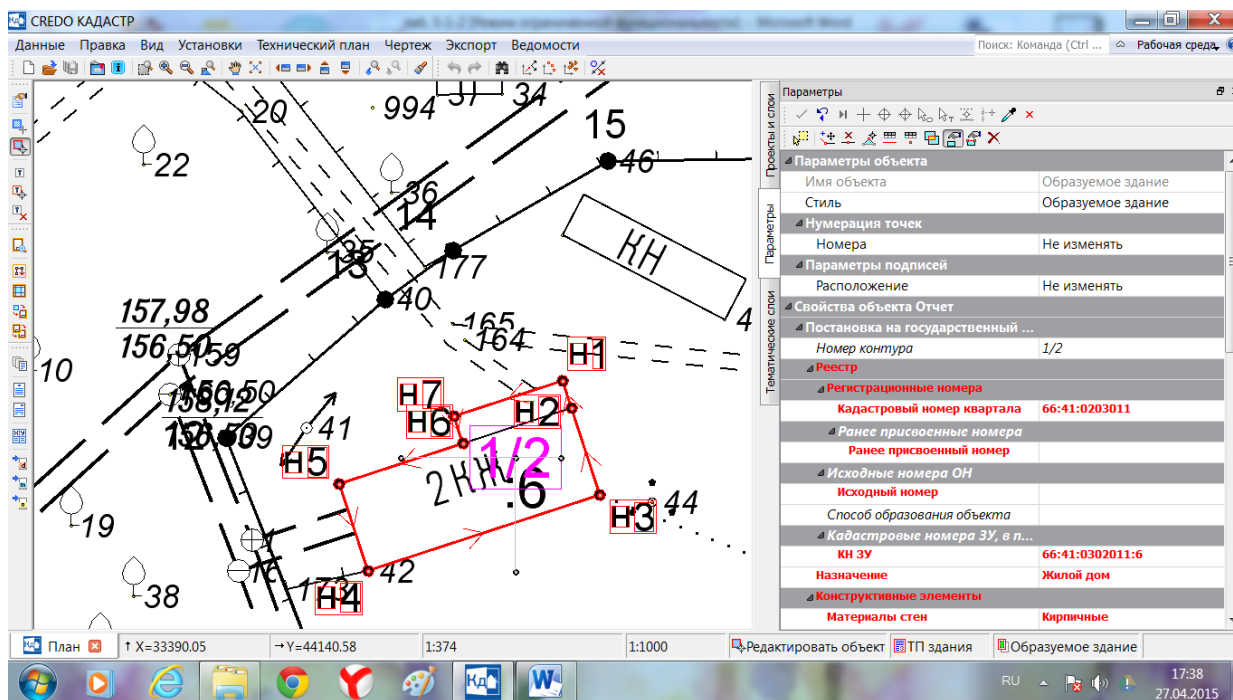 CREDO КАДАСТР
Данные Правка Вид Установки Технический план Чертеж Экспорт Ведомости
Поиск: Команда (Ctrl ... Рабочая среда
Проекты и слои
Параметры
Тематические слои
20
994
37
34
15
46
22
36
14
35
13
177
КН
40
4
157,98
156,50
159
165
164
10
н1
н7
н2
н6
39
41
н5
1/2
2КЖ
.6
44
н3
19
16
42
173
н4
38
Параметры
Параметры объекта
Имя объекта Образуемое здание
Стиль Образуемое здание
Нумерация точек
Номера Не изменять
Параметры подписей
Расположение Не изменять
Свойства объекта Отчет
Постановка на государственный ...
Номер контура 1/2
Реестр
Регистрационные номера
Кадастровый номер квартала 66:41:0203011
Ранее присвоенные номера
Ранее присвоенный номер
Исходные номера ОН
Исходный номер
Способ образования объекта
Кадастровые номера ЗУ, в п...
КН ЗУ 66:41:0302011:6
Назначение Жилой дом
Конструктивные элементы
Материалы стен Кирпичные
План X=33390.05 Y=44140.58 1:374 1:1000 Редактировать объект ТП здания Образуемое здание
RU 17:38
27.04.2015